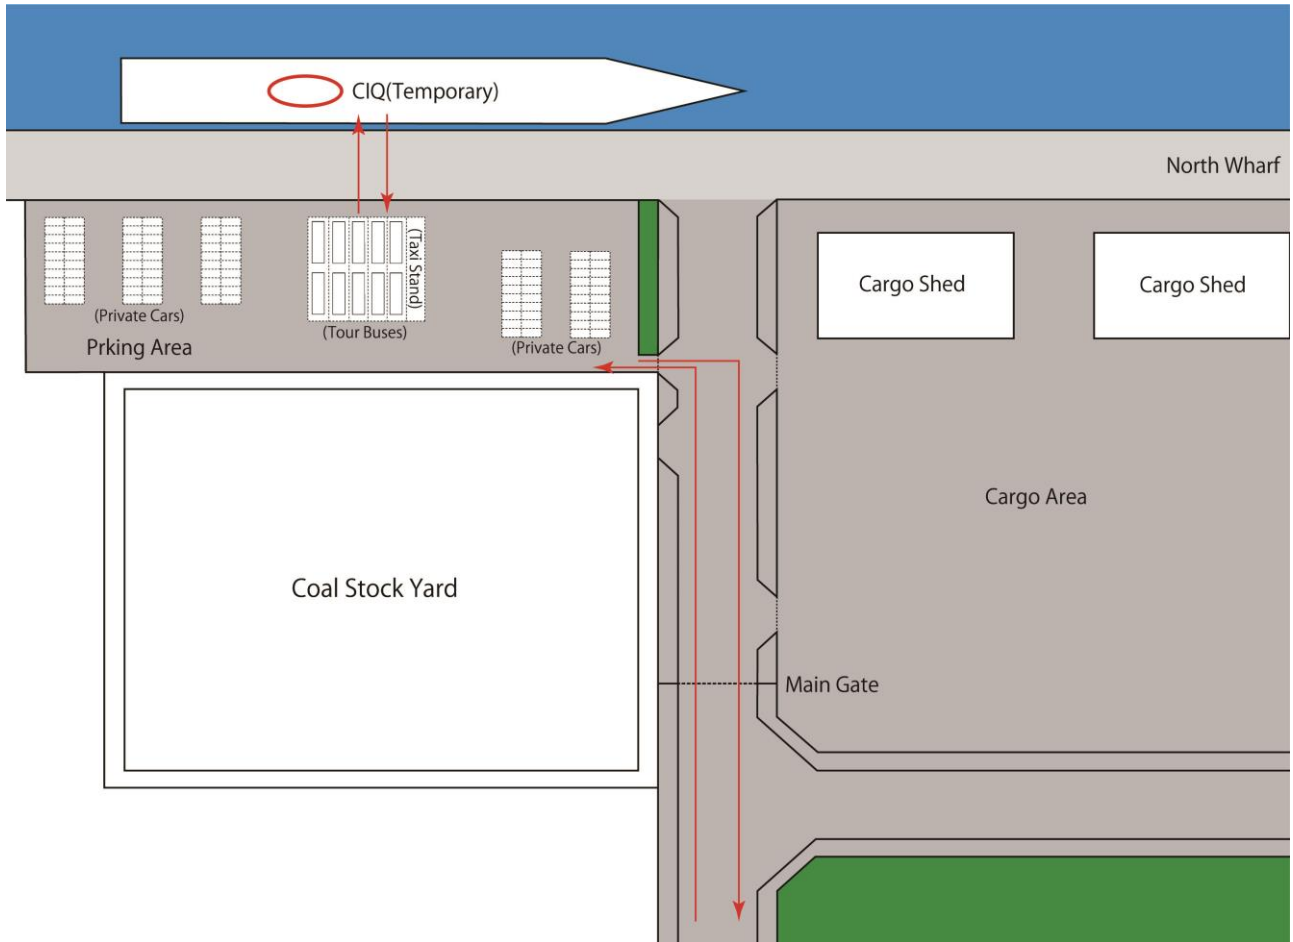 CIQ(Temporary)
North Wharf
(Taxi Stand)
Cargo Shed
Cargo Shed
(Private Cars)
(Tour Buses)
(Private Cars)
Prking Area
Cargo Area
Coal Stock Yard
Main Gate